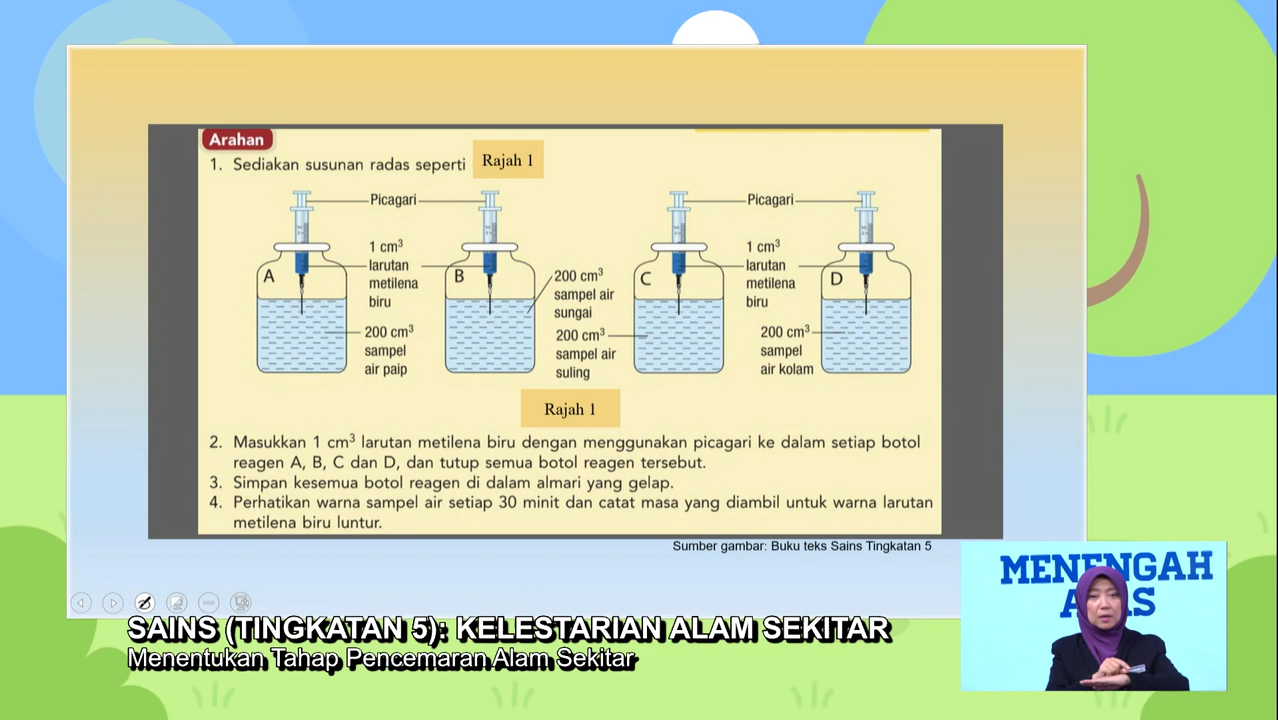 Arahan
1. Sediakan susunan radas seperti Rajah 1
Picagari
Picagari
A
1 cm³
larutan
metilena
biru
B
200 cm³
sampel air
sungai
C
1 cm³
larutan
metilena
biru
D
200 cm³
sampel
air paip
200 cm³
sampel air
suling
200 cm³
sampel
air kolam
Rajah 1
2. Masukkan 1 cm³ larutan metilena biru dengan menggunakan picagari ke dalam setiap botol
reagen A, B, C dan D, dan tutup semua botol reagen tersebut.
3. Simpan kesemua botol reagen di dalam almari yang gelap.
4. Perhatikan warna sampel air setiap 30 minit dan catat masa yang diambil untuk warna larutan
metilena biru luntur.
Sumber gambar: Buku teks Sains Tingkatan 5
MENENGAH
SAINS (TINGKATAN 5): KELESTARIAN ALAM SEKITAR
Menentukan Tahap Pencemaran Alam Sekitar